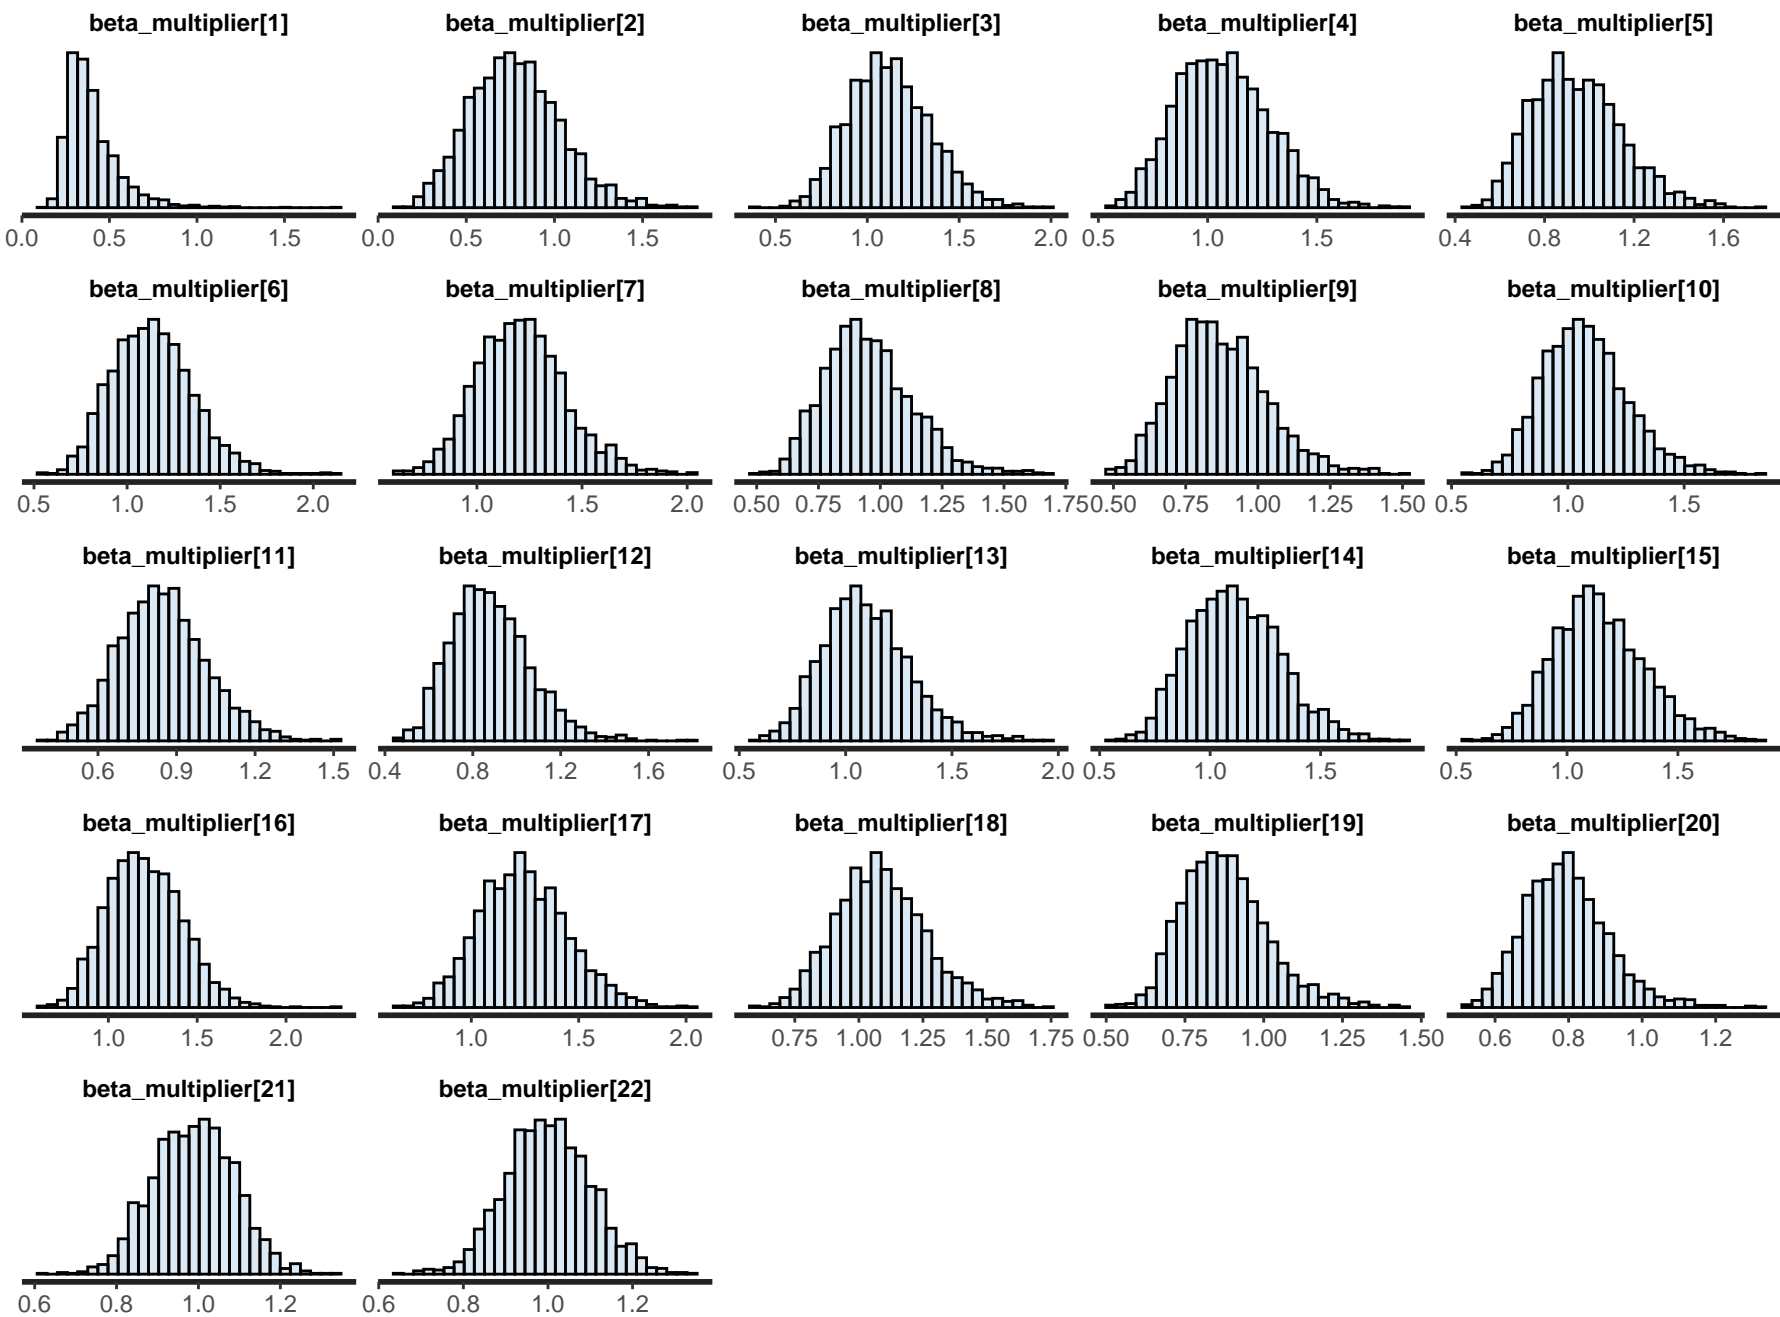 beta_multiplier[1] beta_multiplier[2] beta_multiplier[3] beta_multiplier[4] beta_multiplier[5]
0.0 0.5 1.0 1.5 0.0 0.5 1.0 1.5 0.5 1.0 1.5 2.0 0.5 1.0 1.5 0.4 0.8 1.2 1.6
beta_multiplier[6] beta_multiplier[7] beta_multiplier[8] beta_multiplier[9] beta_multiplier[10]
0.5 1.0 1.5 2.0 1.0 1.5 2.0 0.50 0.75 1.00 1.25 1.50 1.75 0.50 0.75 1.00 1.25 1.50 0.5 1.0 1.5
beta_multiplier[11] beta_multiplier[12] beta_multiplier[13] beta_multiplier[14] beta_multiplier[15]
0.6 0.9 1.2 1.5 0.4 0.8 1.2 1.6 0.5 1.0 1.5 2.0 0.5 1.0 1.5 0.5 1.0 1.5
beta_multiplier[16] beta_multiplier[17] beta_multiplier[18] beta_multiplier[19] beta_multiplier[20]
1.0 1.5 2.0 1.0 1.5 2.0 0.75 1.00 1.25 1.50 1.75 0.50 0.75 1.00 1.25 1.50 0.6 0.8 1.0 1.2
beta_multiplier[21] beta_multiplier[22]
0.6 0.8 1.0 1.2 0.6 0.8 1.0 1.2